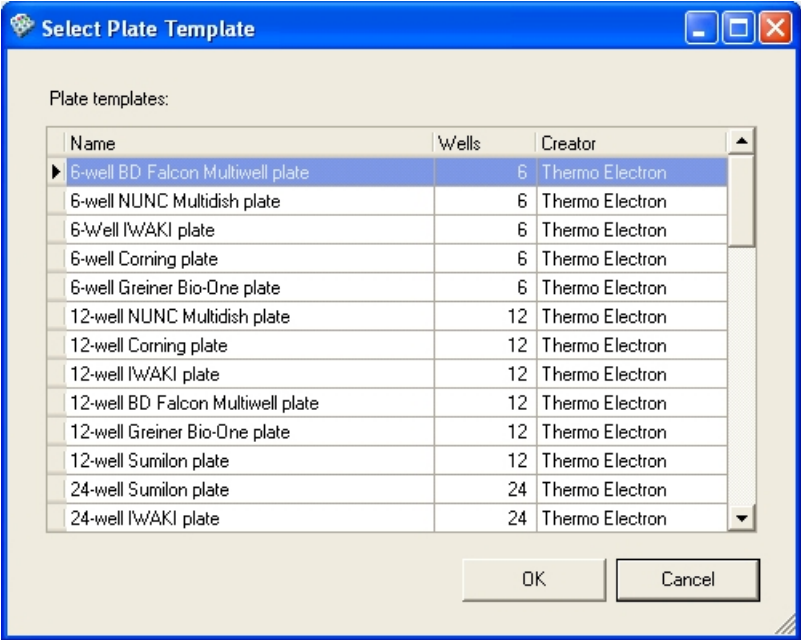 Select Plate Template
Plate templates:
Name Wells Creator
6-well BD Falcon Multiwell plate 6 Thermo Electron
6-well NUNC Multidish plate 6 Thermo Electron
6-Well IWAKI plate 6 Thermo Electron
6-well Corning plate 6 Thermo Electron
6-well Greiner Bio-One plate 6 Thermo Electron
12-well NUNC Multidish plate 12 Thermo Electron
12-well Corning plate 12 Thermo Electron
12-well IWAKI plate 12 Thermo Electron
12-well BD Falcon Multiwell plate 12 Thermo Electron
12-well Greiner Bio-One plate 12 Thermo Electron
12-well Sumilon plate 12 Thermo Electron
24-well Sumilon plate 24 Thermo Electron
24-well IWAKI plate 24 Thermo Electron
OK Cancel